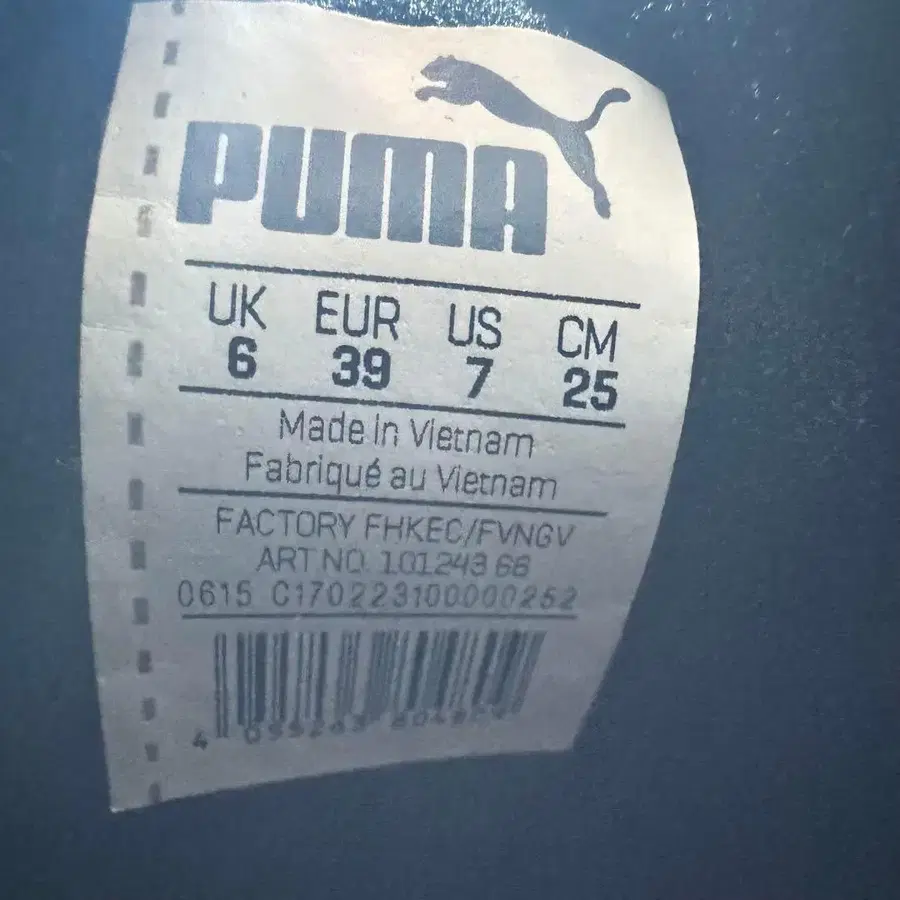 PUMA
UK EUR US CM
6 39 7 25
Made in Vietnam
Fabriqué au Vietnam
FACTORY FHKEC/FVNGV
ART NO. 101243 68
0615 C170223100000252